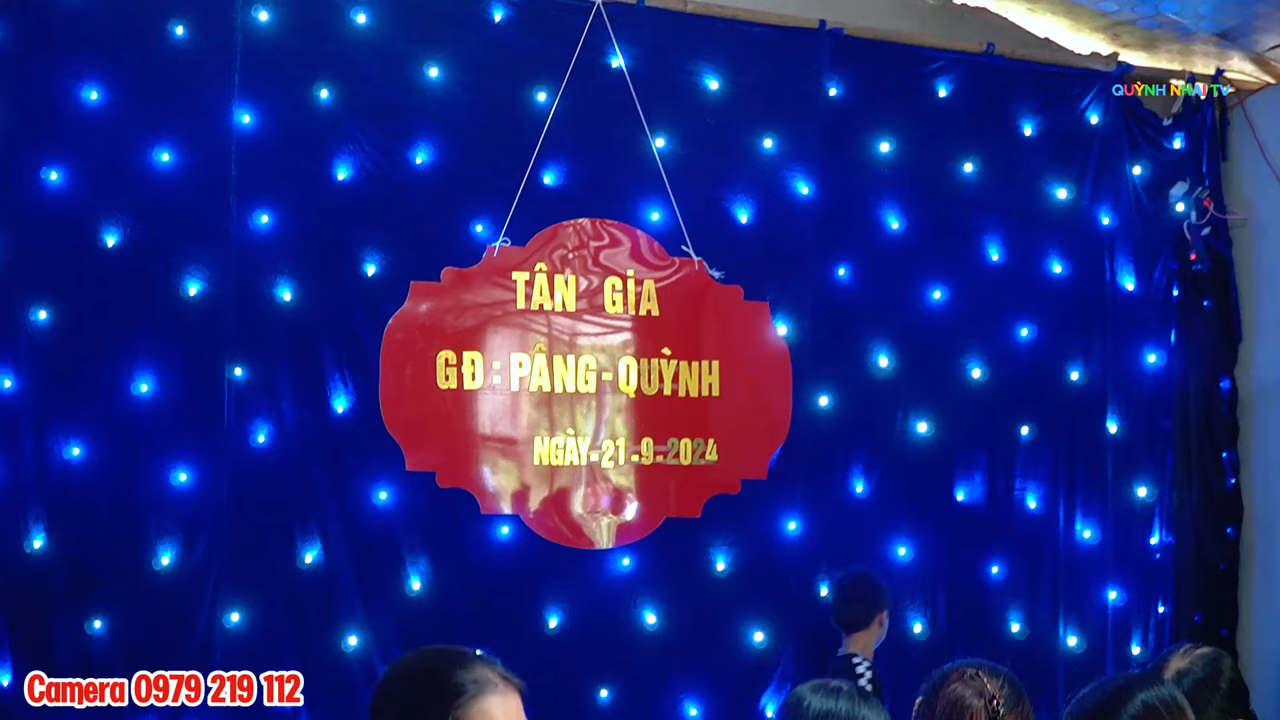 QUỲNH NHAI TV
TÂN GIA
GĐ: PÂNG-QUỲNH
NGÀY-21-9-2024
Camera 0979 219 112